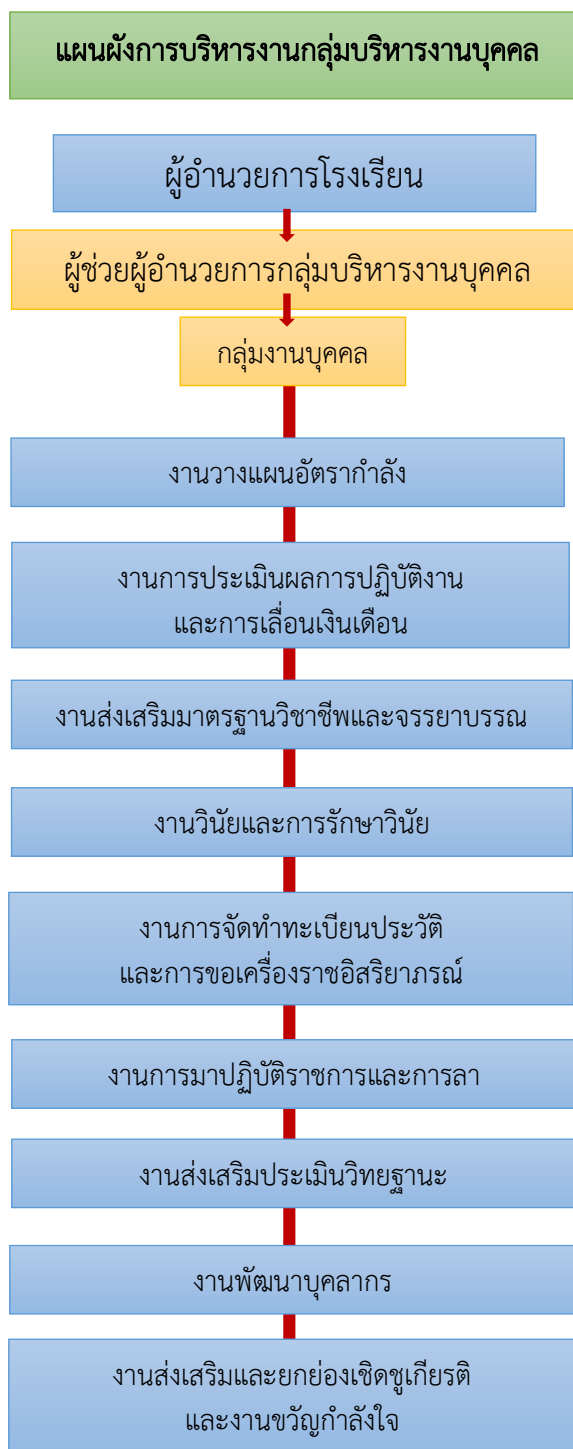 แผนผังการบริหารงานกลุ่มบริหารงานบุคคล
ผู้อำนวยการโรงเรียน
ผู้ช่วยผู้อำนวยการกลุ่มบริหารงานบุคคล
กลุ่มงานบุคคล
งานวางแผนอัตรากำลัง
งานการประเมินผลการปฏิบัติงาน
และการเลื่อนเงินเดือน
งานส่งเสริมมาตรฐานวิชาชีพและจรรยาบรรณ
งานวินัยและการรักษาวินัย
งานการจัดทำทะเบียนประวัติ
และการขอเครื่องราชอิสริยาภรณ์
งานการมาปฏิบัติราชการและการลา
งานส่งเสริมประเมินวิทยฐานะ
งานพัฒนาบุคลากร
งานส่งเสริมและยกย่องเชิดชูเกียรติ
และงานขวัญกำลังใจ